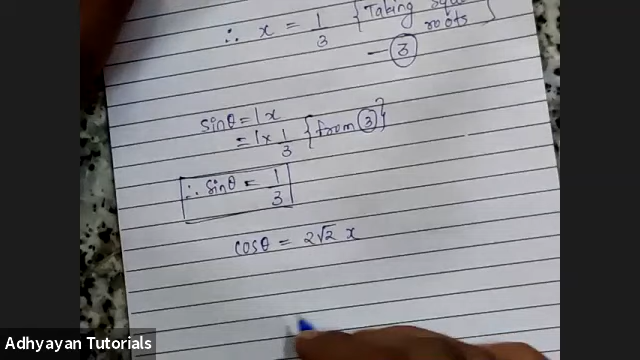 ∴ x = 1/3 {Taking
roots} — ③
sinθ = 1x
= 1 × 1/3 {from ③}
∴ sinθ = 1/3
cosθ = 2√2 x
Adhyayan Tutorials